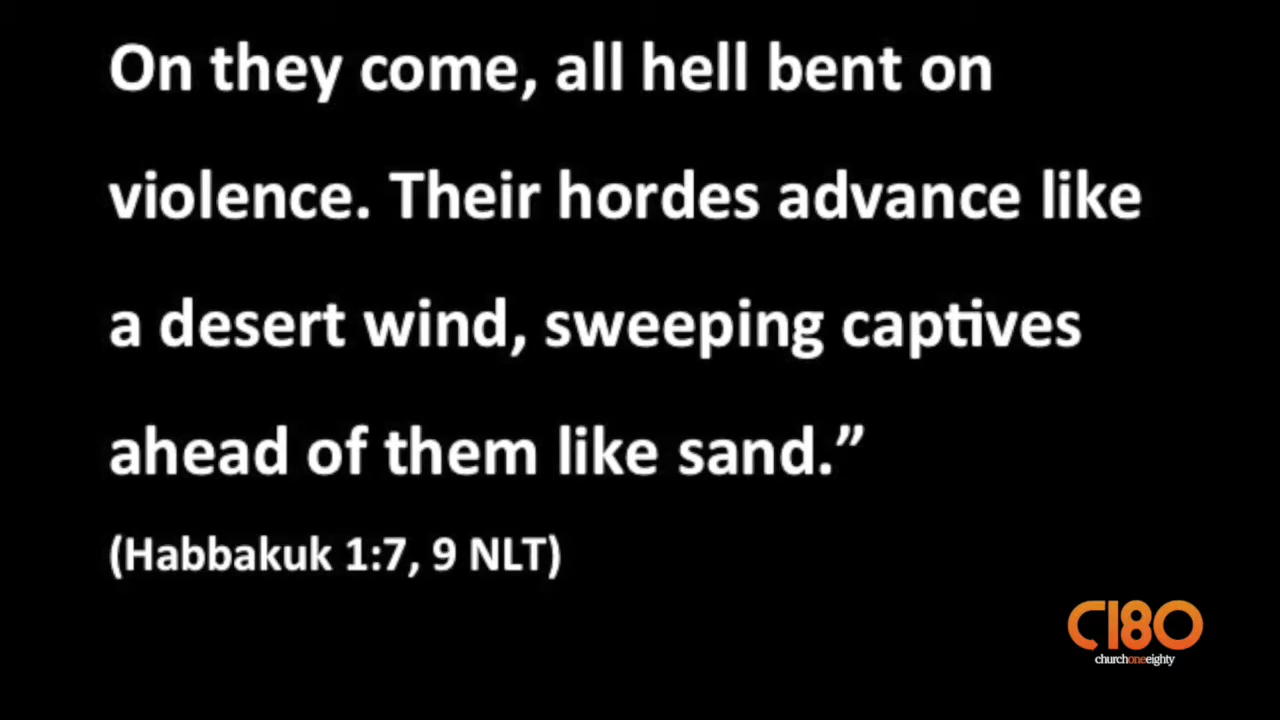 On they come, all hell bent on
violence. Their hordes advance like
a desert wind, sweeping captives
ahead of them like sand.”
(Habbakuk 1:7, 9 NLT)
C180
churchoneeighty